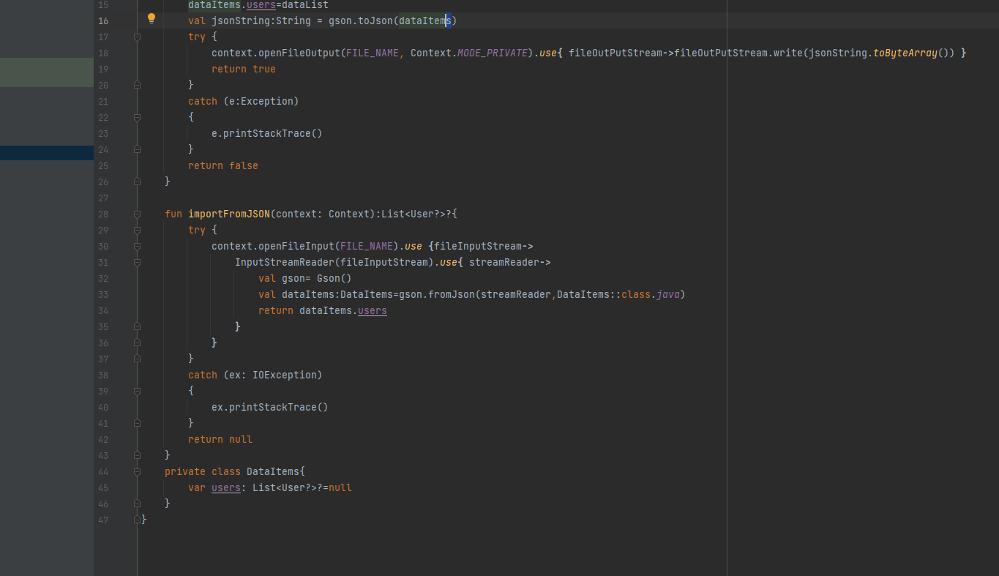 15 dataItems.users=dataList
16 val jsonString:String = gson.toJson(dataItems)
17 try {
18 context.openFileOutput(FILE_NAME, Context.MODE_PRIVATE).use{ fileOutPutStream->fileOutPutStream.write(jsonString.toByteArray()) }
19 return true
20 }
21 catch (e:Exception)
22 {
23 e.printStackTrace()
24 }
25 return false
26 }
27
28 fun importFromJSON(context: Context):List<User?>?{
29 try {
30 context.openFileInput(FILE_NAME).use {fileInputStream->
31 InputStreamReader(fileInputStream).use{ streamReader->
32 val gson= Gson()
33 val dataItems:DataItems=gson.fromJson(streamReader,DataItems::class.java)
34 return dataItems.users
35 }
36 }
37 }
38 catch (ex: IOException)
39 {
40 ex.printStackTrace()
41 }
42 return null
43 }
44 private class DataItems{
45 var users: List<User?>?=null
46 }
47 }